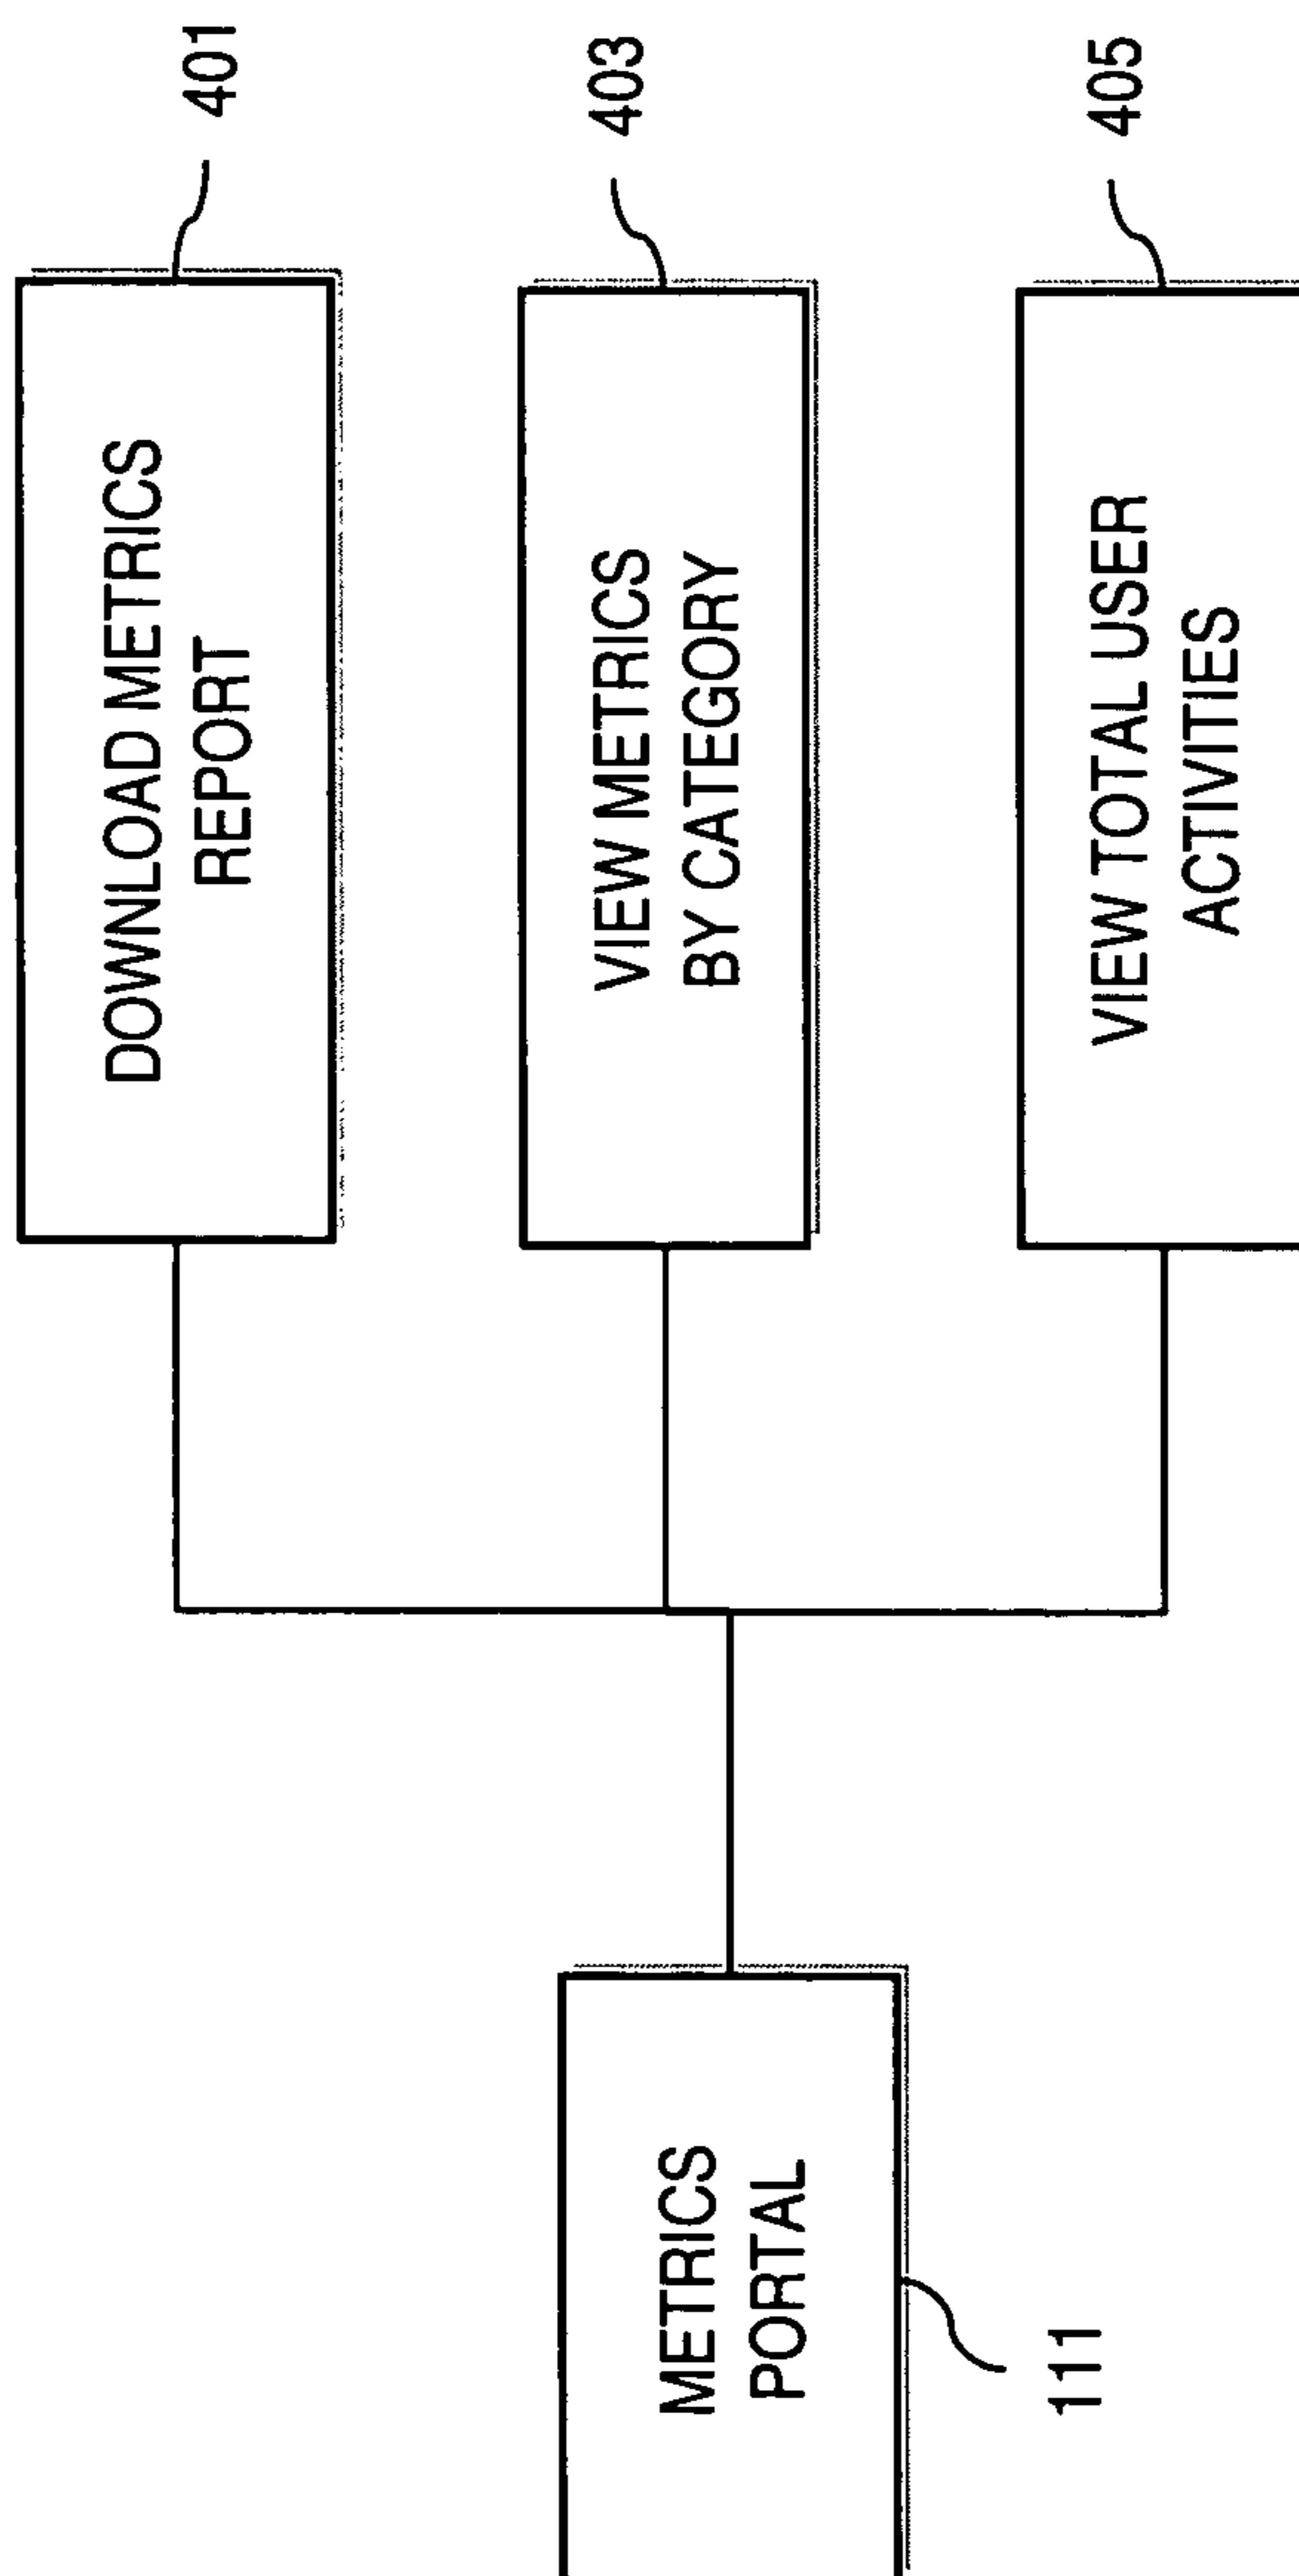 METRICS
PORTAL
111
DOWNLOAD METRICS
REPORT
401
VIEW METRICS
BY CATEGORY
403
VIEW TOTAL USER
ACTIVITIES
405